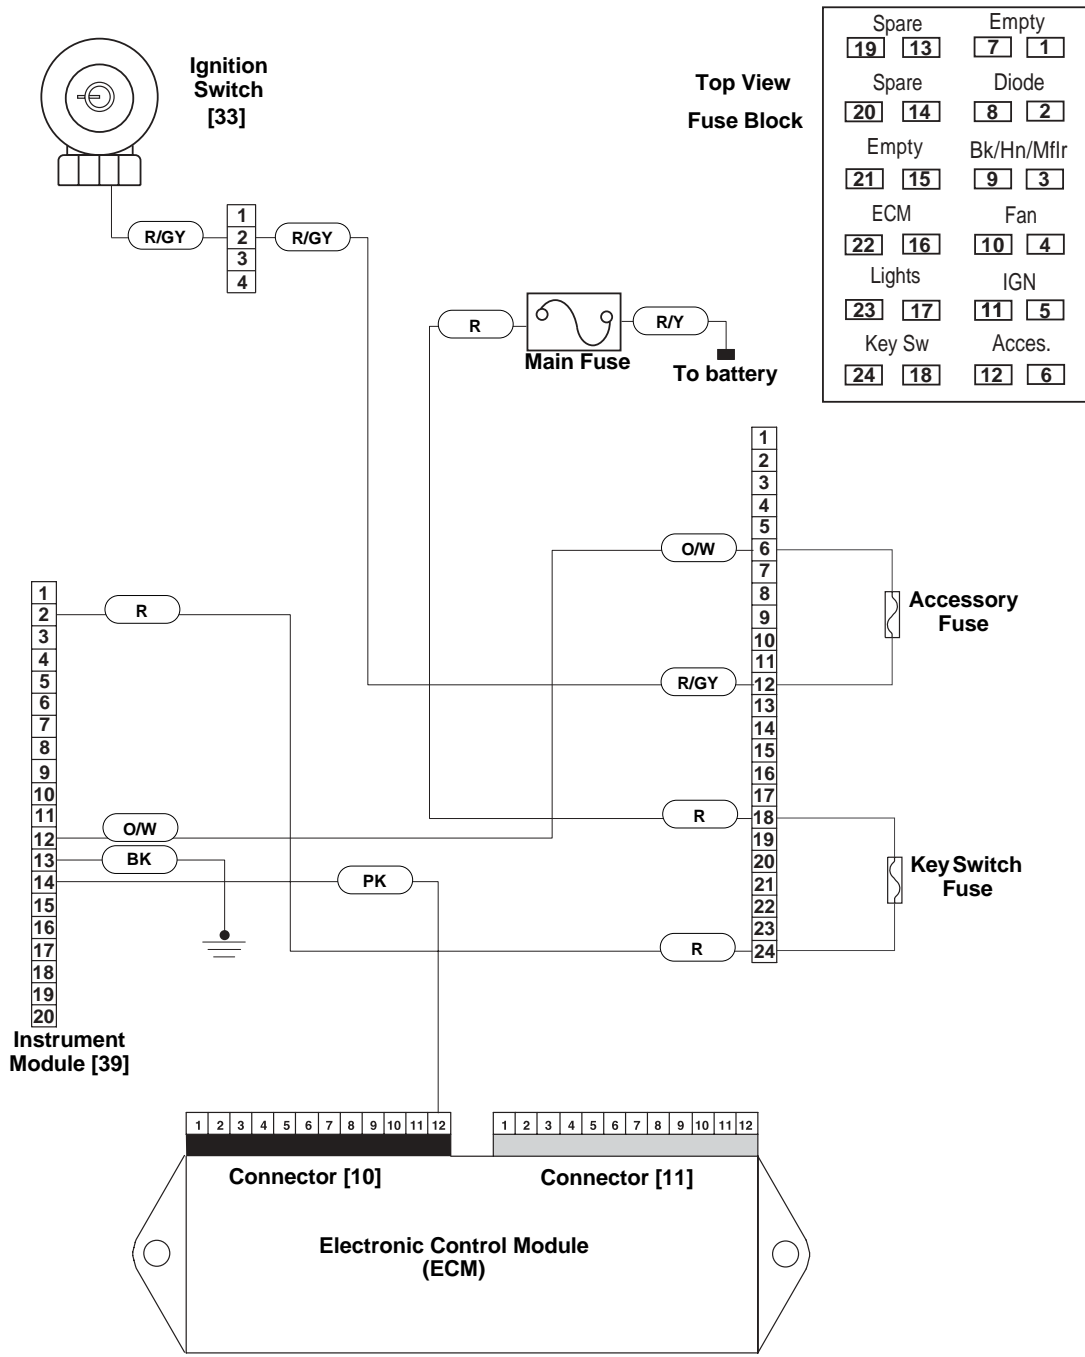 Ignition
Switch
[33]
Top View
Fuse Block
Spare Empty
19 13 7 1
Spare Diode
20 14 8 2
Empty Bk/Hn/Mflr
21 15 9 3
ECM Fan
22 16 10 4
Lights IGN
23 17 11 5
Key Sw Acces.
24 18 12 6
R/GY
1
2
3
4
R/GY
R
Main Fuse
R/Y
To battery
1
2
3
4
5
6
7
8
9
10
11
12
13
14
15
16
17
18
19
20
21
22
23
24
O/W
R/GY
R
R
Accessory
Fuse
Key Switch
Fuse
1
2
3
4
5
6
7
8
9
10
11
12
13
14
15
16
17
18
19
20
R
O/W
BK
PK
Instrument
Module [39]
1 2 3 4 5 6 7 8 9 10 11 12
1 2 3 4 5 6 7 8 9 10 11 12
Connector [10]
Connector [11]
Electronic Control Module
(ECM)